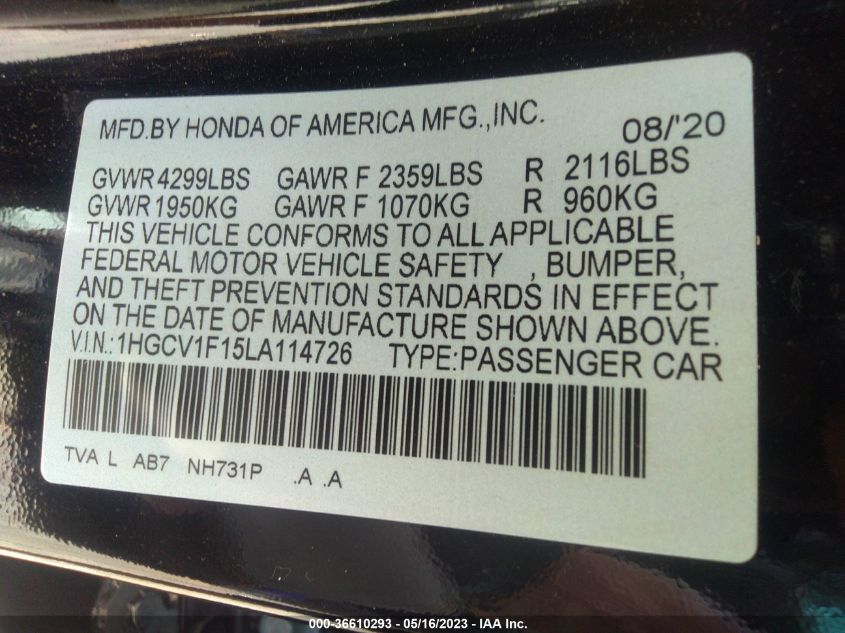 MFD.BY HONDA OF AMERICA MFG.,INC. 08/'20
GVWR 4299LBS GAWR F 2359LBS R 2116LBS
GVWR 1950KG GAWR F 1070KG R 960KG
THIS VEHICLE CONFORMS TO ALL APPLICABLE
FEDERAL MOTOR VEHICLE SAFETY , BUMPER,
AND THEFT PREVENTION STANDARDS IN EFFECT
ON THE DATE OF MANUFACTURE SHOWN ABOVE.
V.I.N.:1HGCV1F15LA114726 TYPE:PASSENGER CAR
TVA L AB7 NH731P .A .A
000-36610293 - 05/16/2023 - IAA Inc.